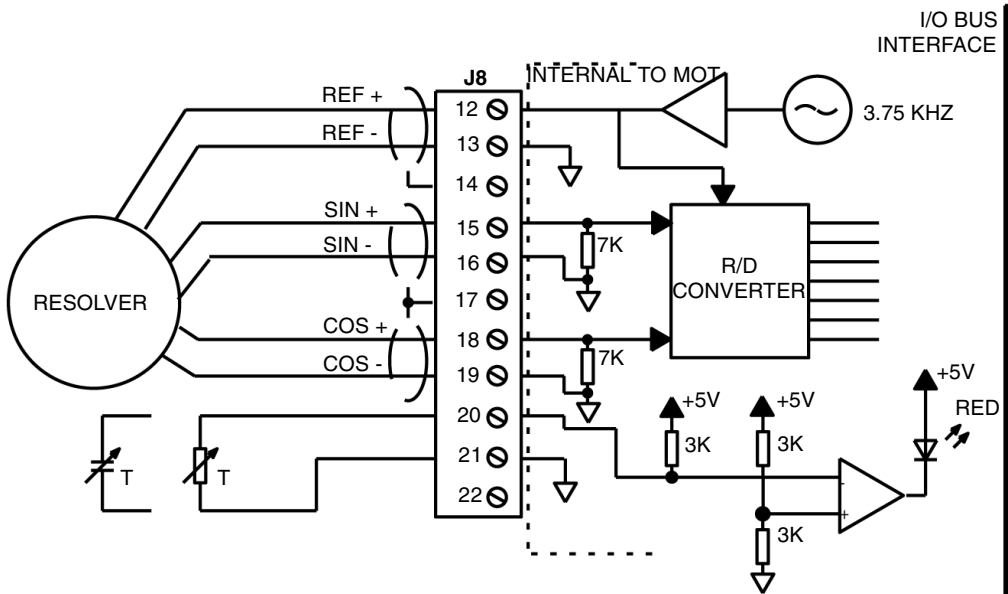 I/O BUS
INTERFACE
J8
INTERNAL TO MOT
REF +
12
3.75 KHZ
REF -
13
14
SIN +
15
SIN -
16
7K
R/D
CONVERTER
RESOLVER
17
COS +
18
COS -
19
7K
20
+5V
+5V
+5V
RED
21
3K
3K
T
T
-
22
+
3K